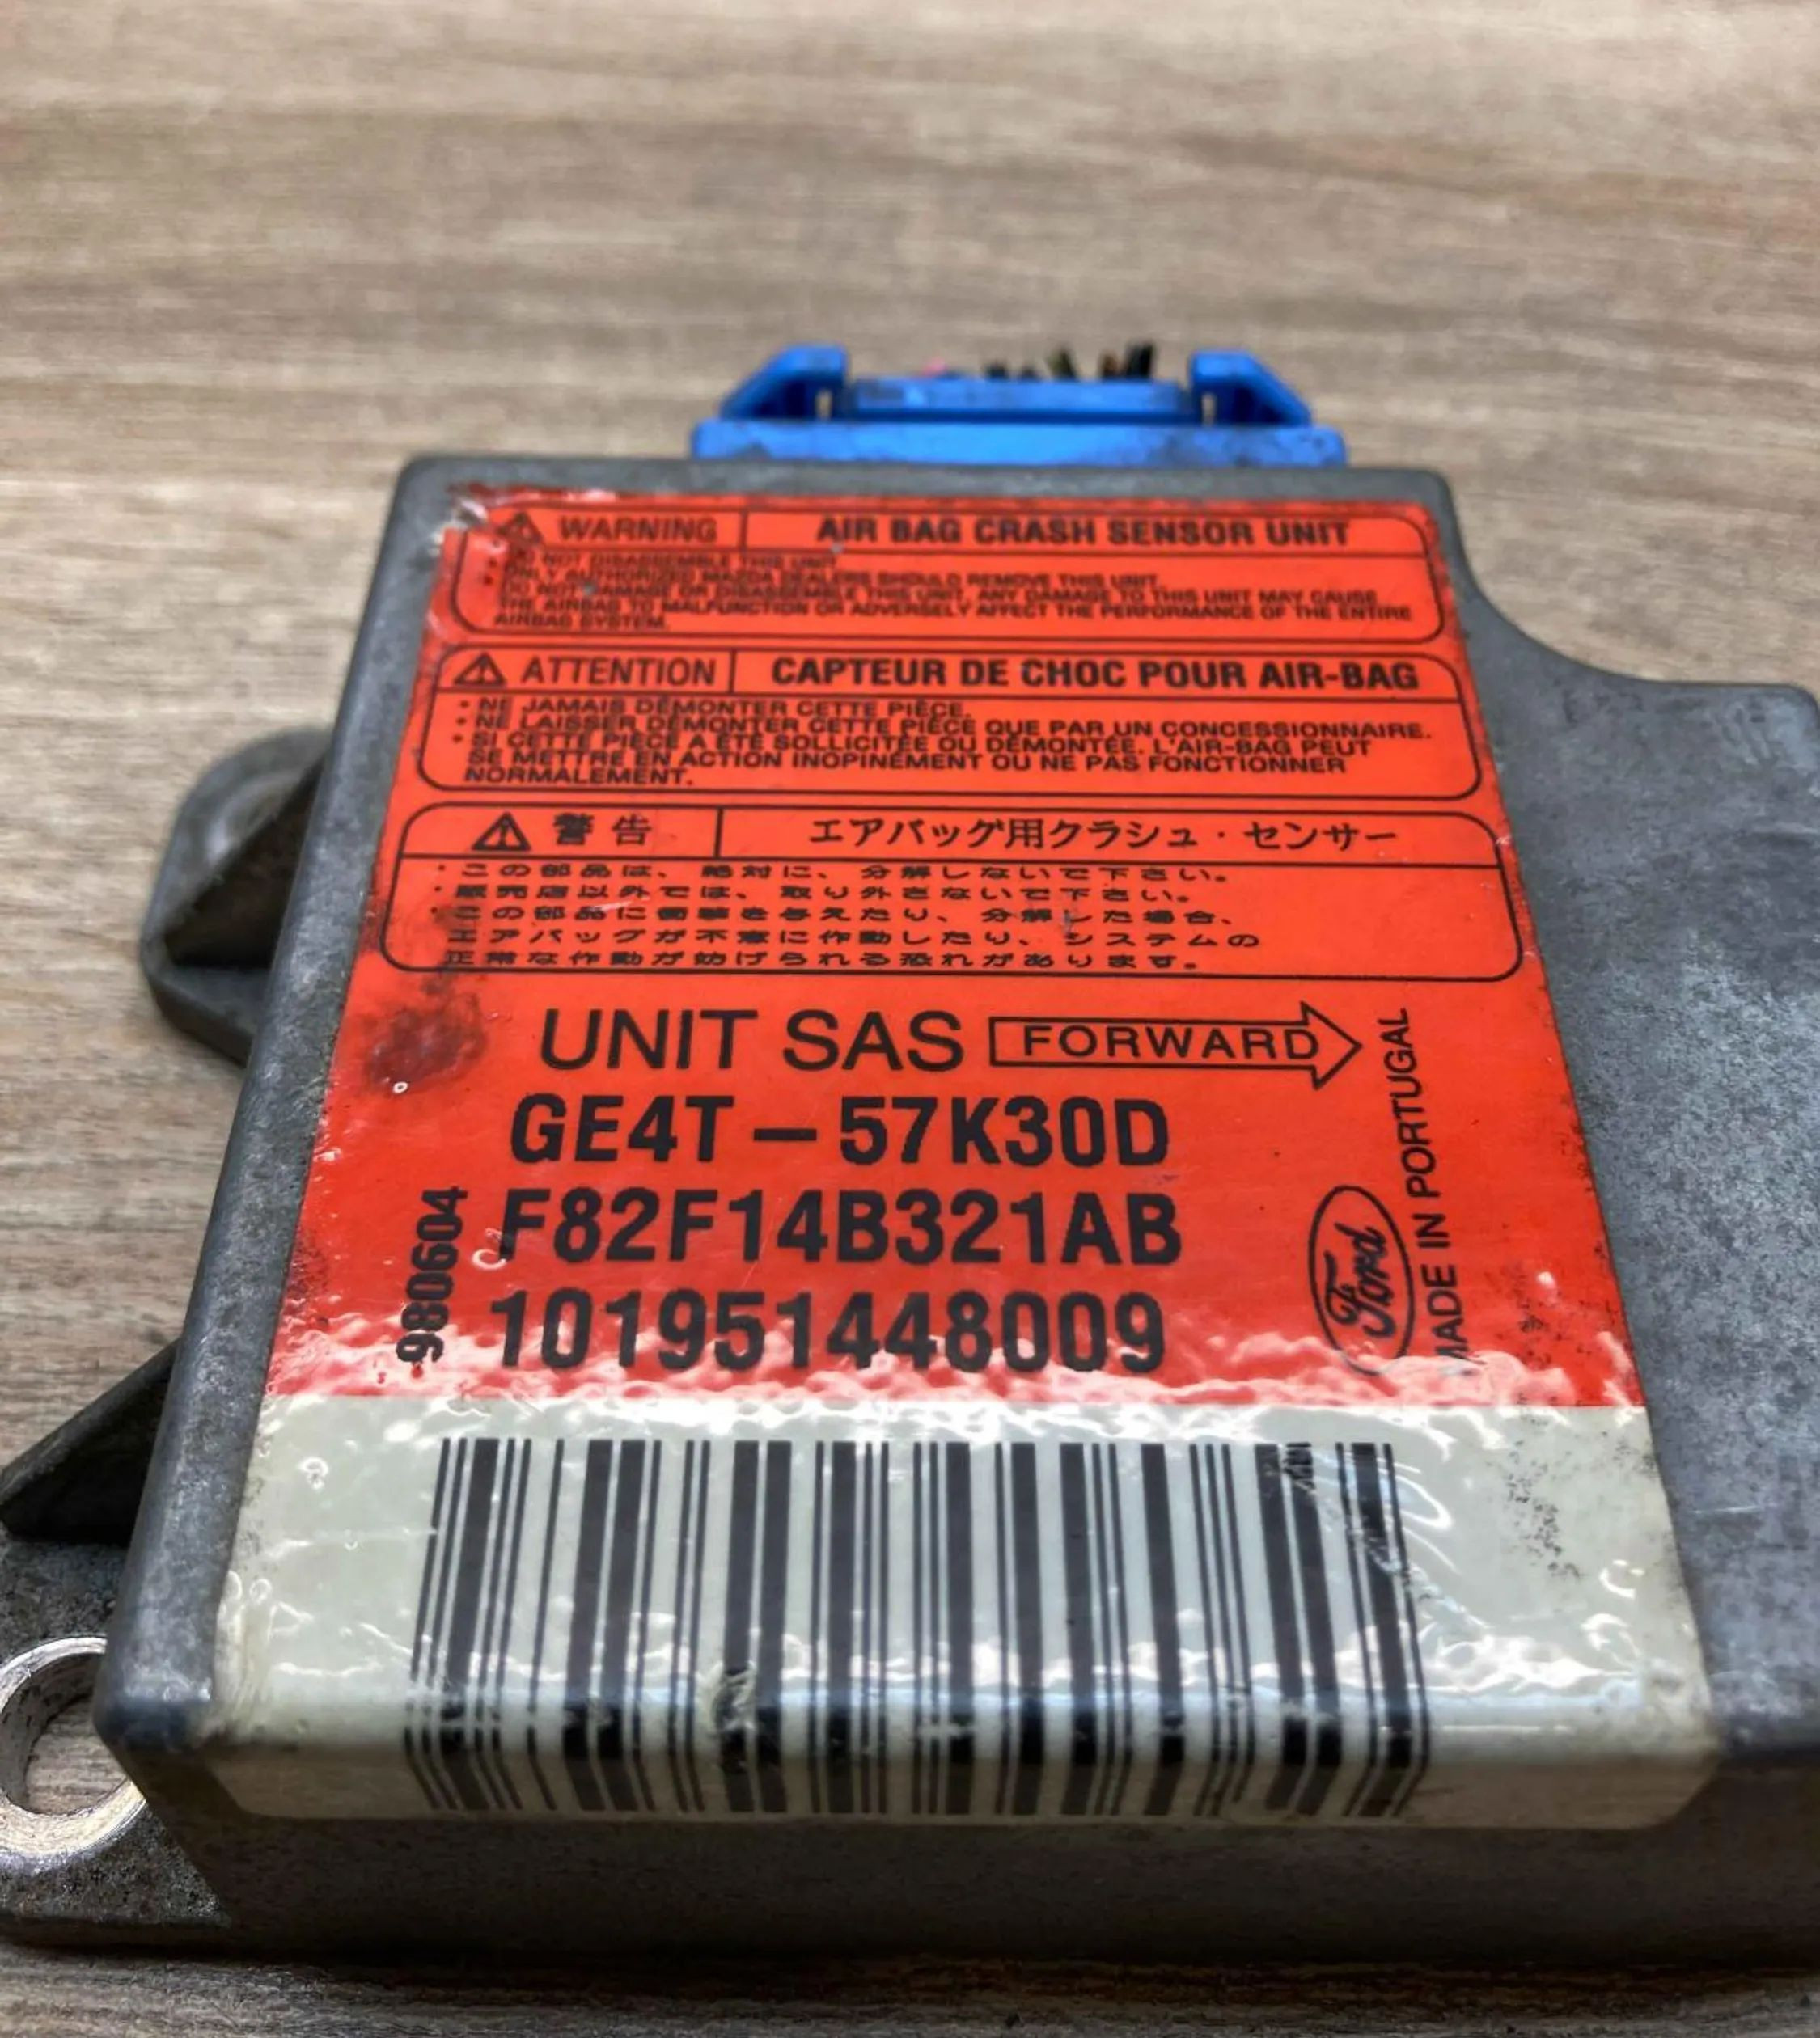 WARNING AIR BAG CRASH SENSOR UNIT
DO NOT DISASSEMBLE THIS UNIT
ONLY AUTHORIZED MAZDA DEALERS SHOULD REMOVE THIS UNIT.
DO NOT DAMAGE OR DISASSEMBLE THIS UNIT. ANY DAMAGE TO THIS UNIT MAY CAUSE
THE AIRBAG TO MALFUNCTION OR ADVERSELY AFFECT THE PERFORMANCE OF THE ENTIRE
AIRBAG SYSTEM.
ATTENTION CAPTEUR DE CHOC POUR AIR-BAG
• NE JAMAIS DÉMONTER CETTE PIÈCE.
• NE LAISSER DÉMONTER CETTE PIÈCE QUE PAR UN CONCESSIONNAIRE.
• SI CETTE PIÈCE A ÉTÉ SOLLICITÉE OU DÉMONTÉE. L'AIR-BAG PEUT
SE METTRE EN ACTION INOPINÉMENT OU NE PAS FONCTIONNER
NORMALEMENT.
警告 エアバッグ用クラシュ・センサー
・この部品は、絶対に、分解しないで下さい。
・販売店以外では、取り外さないで下さい。
・この部品に衝撃を与えたり、分解した場合、
エアバッグが不意に作動したり、システムの
正常な作動が妨げられる恐れがあります。
UNIT SAS FORWARD
GE4T-57K30D
F82F14B321AB
101951448009
980604
Ford
MADE IN PORTUGAL